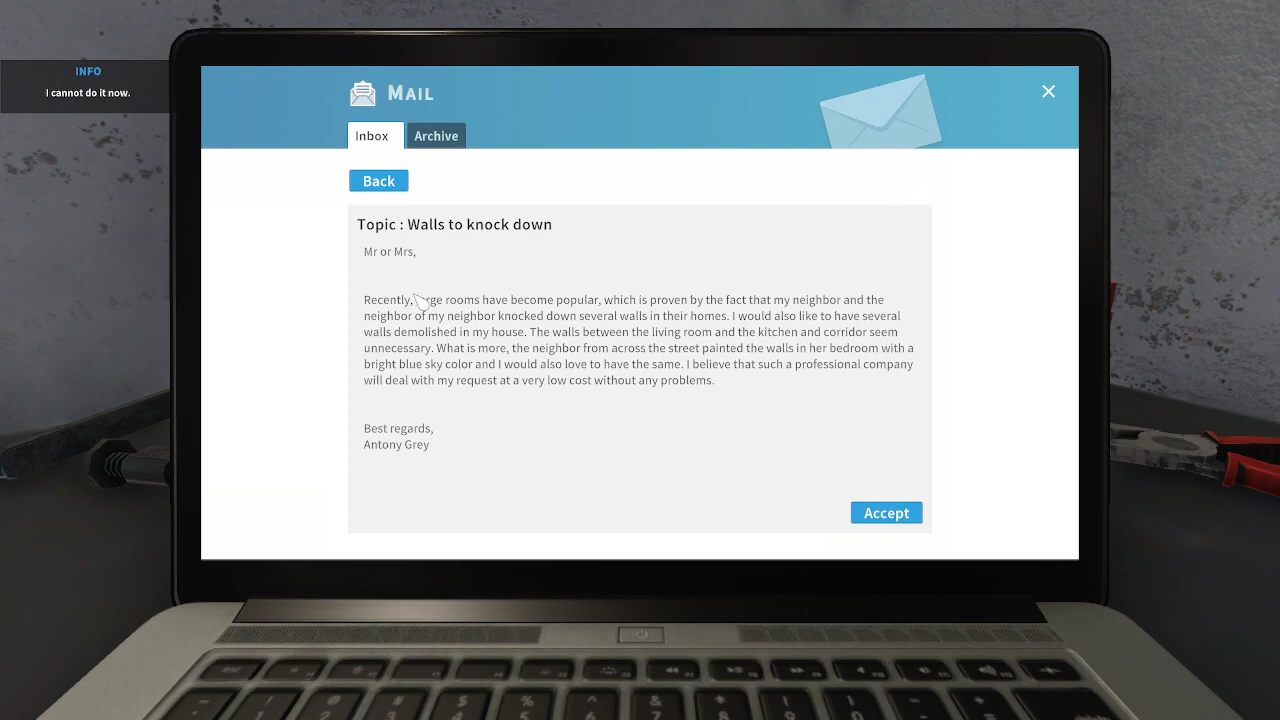 INFO
I cannot do it now.
MAIL
Inbox
Archive
Back
Topic : Walls to knock down
Mr or Mrs,
Recently, rooms have become popular, which is proven by the fact that my neighbor and the
neighbor of my neighbor knocked down several walls in their homes. I would also like to have several
walls demolished in my house. The walls between the living room and the kitchen and corridor seem
unnecessary. What is more, the neighbor from across the street painted the walls in her bedroom with a
bright blue sky color and I would also love to have the same. I believe that such a professional company
will deal with my request at a very low cost without any problems.
Best regards,
Antony Grey
Accept